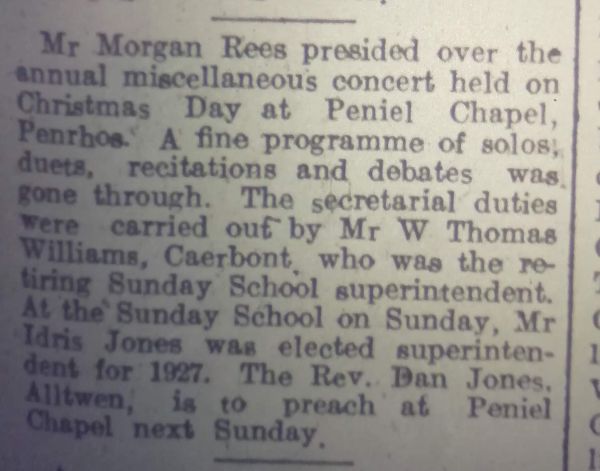 Mr Morgan Rees presided over the
annual miscellaneous concert held on
Christmas Day at Peniel Chapel,
Penrhos. A fine programme of solos,
duets, recitations and debates was
gone through. The secretarial duties
were carried out by Mr W Thomas
Williams, Caerbont, who was the re-
tiring Sunday School superintendent.
At the Sunday School on Sunday, Mr
Idris Jones was elected superinten-
dent for 1927. The Rev. Dan Jones,
Alltwen, is to preach at Peniel
Chapel next Sunday.